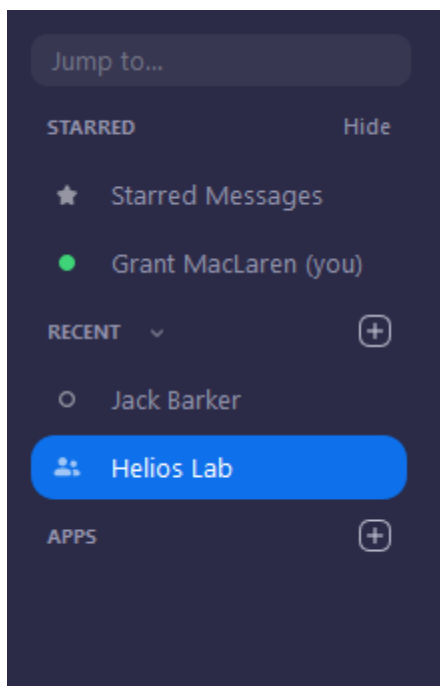 Jump to...
STARRED Hide
Starred Messages
Grant MacLaren (you)
RECENT
Jack Barker
Helios Lab
APPS